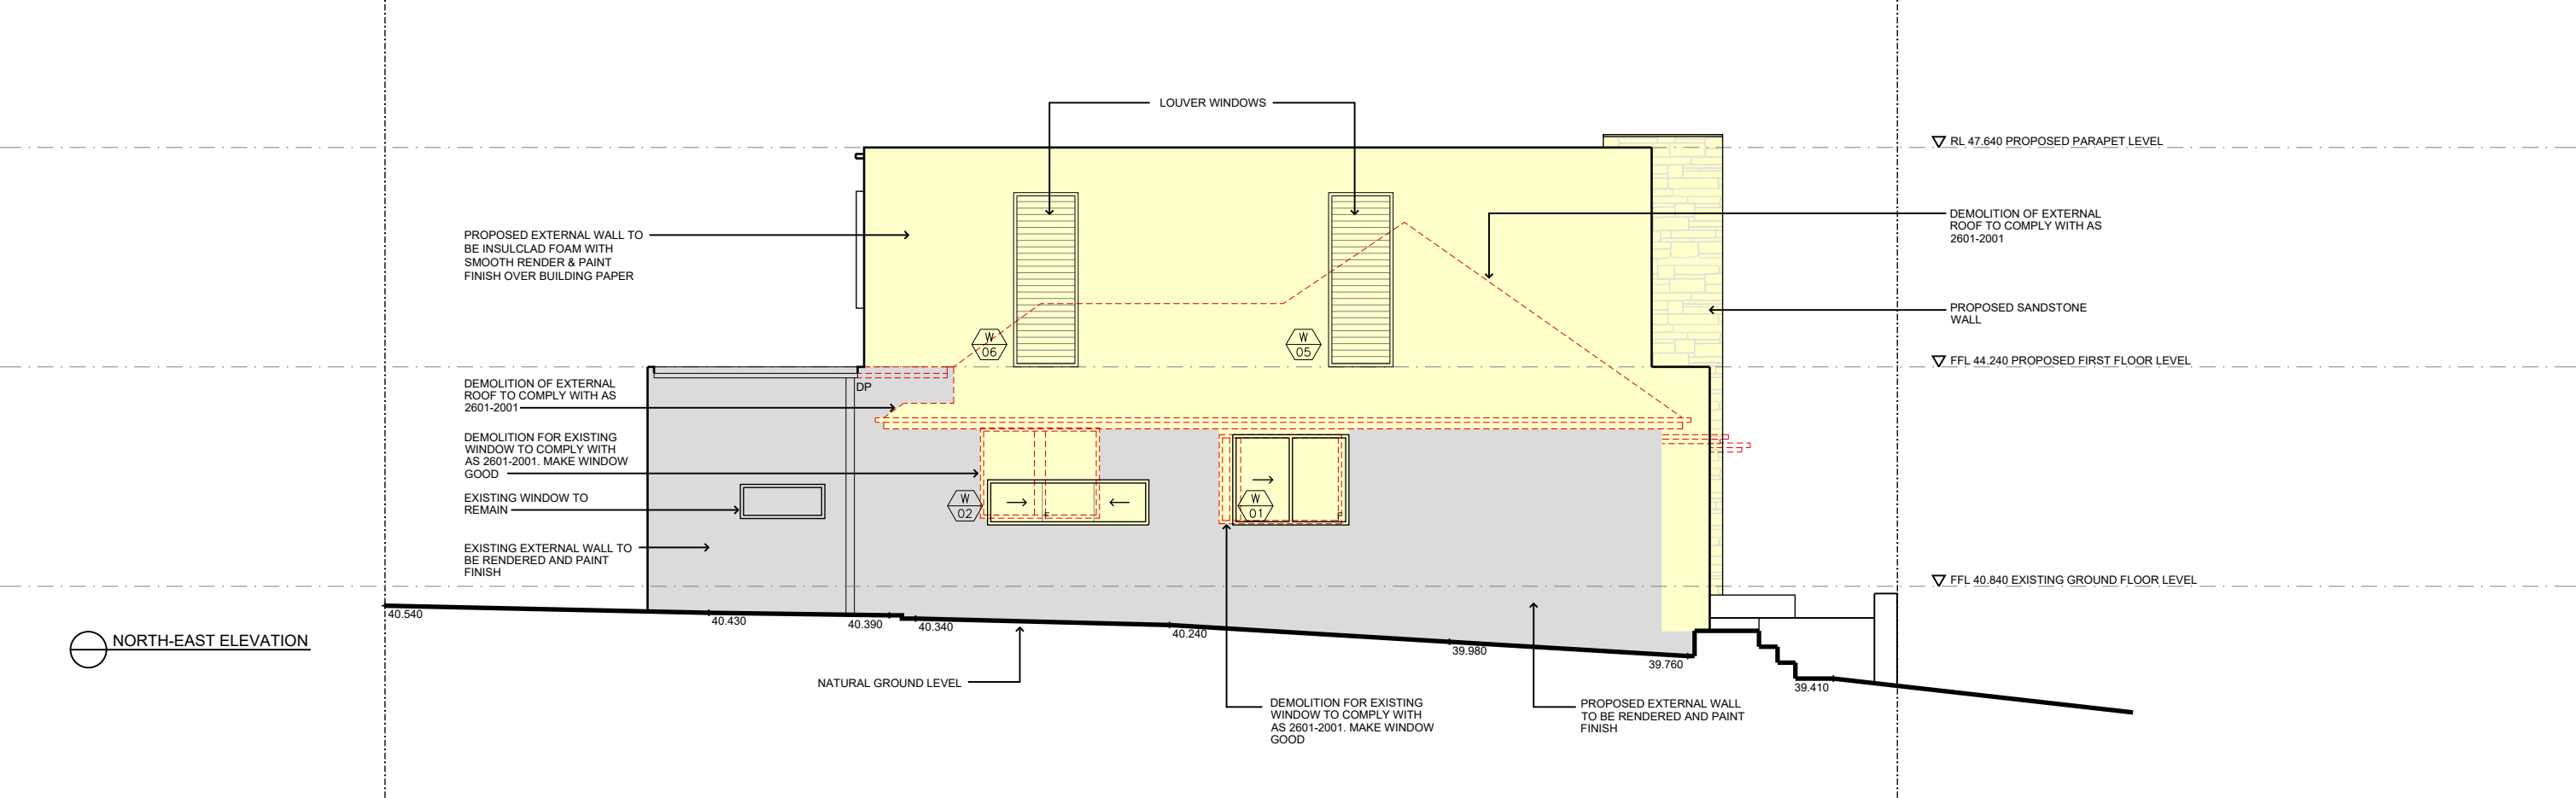 LOUVER WINDOWS
RL 47.640 PROPOSED PARAPET LEVEL
PROPOSED EXTERNAL WALL TO
BE INSULCLAD FOAM WITH
SMOOTH RENDER & PAINT
FINISH OVER BUILDING PAPER
DEMOLITION OF EXTERNAL
ROOF TO COMPLY WITH AS
2601-2001
PROPOSED SANDSTONE
WALL
W
06
W
05
FFL 44.240 PROPOSED FIRST FLOOR LEVEL
DEMOLITION OF EXTERNAL
ROOF TO COMPLY WITH AS
2601-2001
DP
DEMOLITION FOR EXISTING
WINDOW TO COMPLY WITH
AS 2601-2001. MAKE WINDOW
GOOD
EXISTING WINDOW TO
REMAIN
W
02
F
W
01
F
EXISTING EXTERNAL WALL TO
BE RENDERED AND PAINT
FINISH
FFL 40.840 EXISTING GROUND FLOOR LEVEL
40.540
40.430
40.390
40.340
40.240
39.980
39.760
39.410
NORTH-EAST ELEVATION
NATURAL GROUND LEVEL
DEMOLITION FOR EXISTING
WINDOW TO COMPLY WITH
AS 2601-2001. MAKE WINDOW
GOOD
PROPOSED EXTERNAL WALL
TO BE RENDERED AND PAINT
FINISH